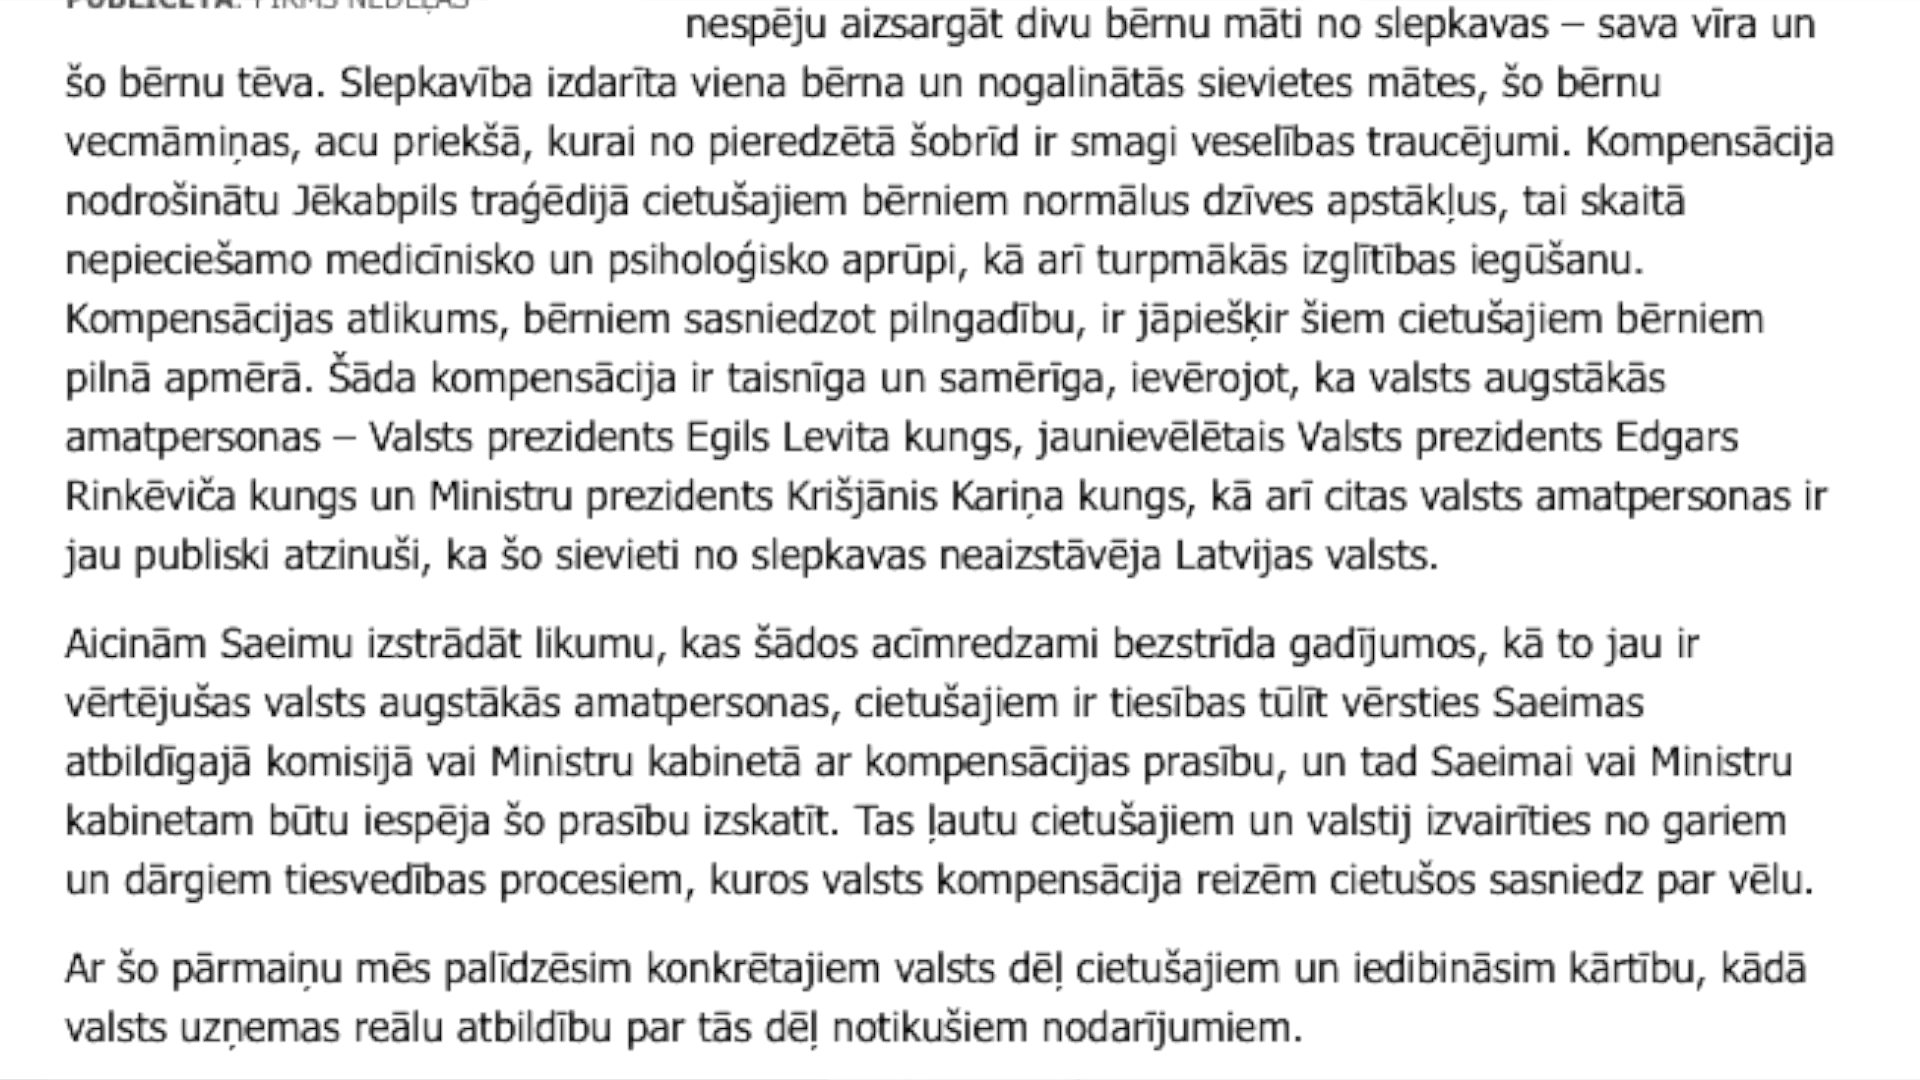 PUBLICĒTA: PIRMS NEDĒĻAS
nespēju aizsargāt divu bērnu māti no slepkavas – sava vīra un
šo bērnu tēva. Slepkavība izdarīta viena bērna un nogalinātās sievietes mātes, šo bērnu
vecmāmiņas, acu priekšā, kurai no pieredzētā šobrīd ir smagi veselības traucējumi. Kompensācija
nodrošinātu Jēkabpils traģēdijā cietušajiem bērniem normālus dzīves apstākļus, tai skaitā
nepieciešamo medicīnisko un psiholoģisko aprūpi, kā arī turpmākās izglītības iegūšanu.
Kompensācijas atlikums, bērniem sasniedzot pilngadību, ir jāpiešķir šiem cietušajiem bērniem
pilnā apmērā. Šāda kompensācija ir taisnīga un samērīga, ievērojot, ka valsts augstākās
amatpersonas – Valsts prezidents Egils Levita kungs, jaunievēlētais Valsts prezidents Edgars
Rinkēviča kungs un Ministru prezidents Krišjānis Kariņa kungs, kā arī citas valsts amatpersonas ir
jau publiski atzinuši, ka šo sievieti no slepkavas neaizstāvēja Latvijas valsts.
Aicinām Saeimu izstrādāt likumu, kas šādos acīmredzami bezstrīda gadījumos, kā to jau ir
vērtējušas valsts augstākās amatpersonas, cietušajiem ir tiesības tūlīt vērsties Saeimas
atbildīgajā komisijā vai Ministru kabinetā ar kompensācijas prasību, un tad Saeimai vai Ministru
kabinetam būtu iespēja šo prasību izskatīt. Tas ļautu cietušajiem un valstij izvairīties no gariem
un dārgiem tiesvedības procesiem, kuros valsts kompensācija reizēm cietušos sasniedz par vēlu.
Ar šo pārmaiņu mēs palīdzēsim konkrētajiem valsts dēļ cietušajiem un iedibināsim kārtību, kādā
valsts uzņemas reālu atbildību par tās dēļ notikušiem nodarījumiem.